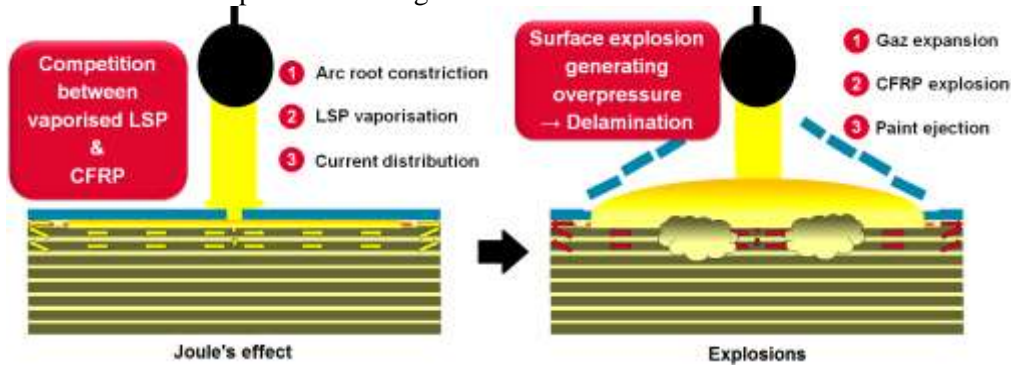 Competition
between
vaporised LSP
&
CFRP
1 Arc root constriction
2 LSP vaporisation
3 Current distribution
Joule's effect
Surface explosion
generating
overpressure
→ Delamination
1 Gaz expansion
2 CFRP explosion
3 Paint ejection
Explosions